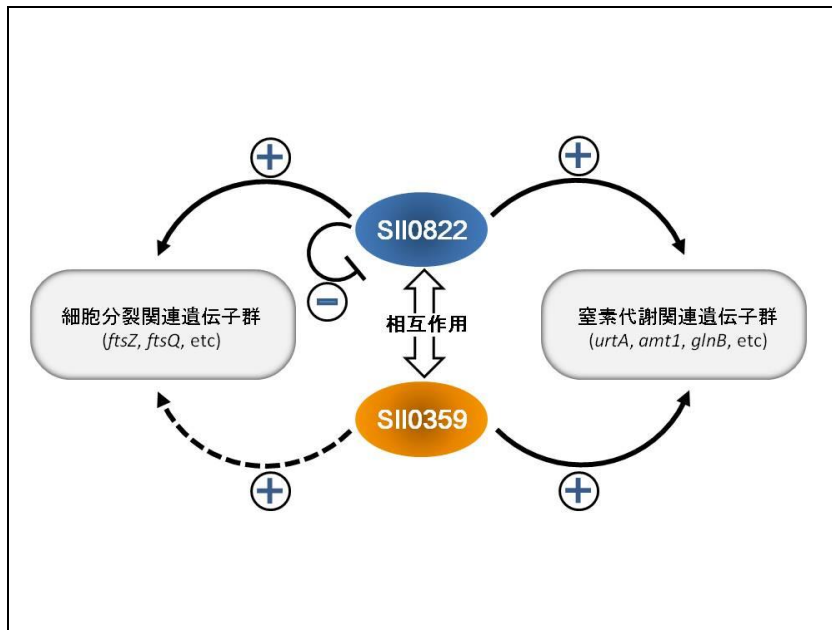 +
+
Sll0822
−
細胞分裂関連遺伝子群
(ftsZ, ftsQ, etc)
相互作用
窒素代謝関連遺伝子群
(urtA, amt1, glnB, etc)
Sll0359
+
+